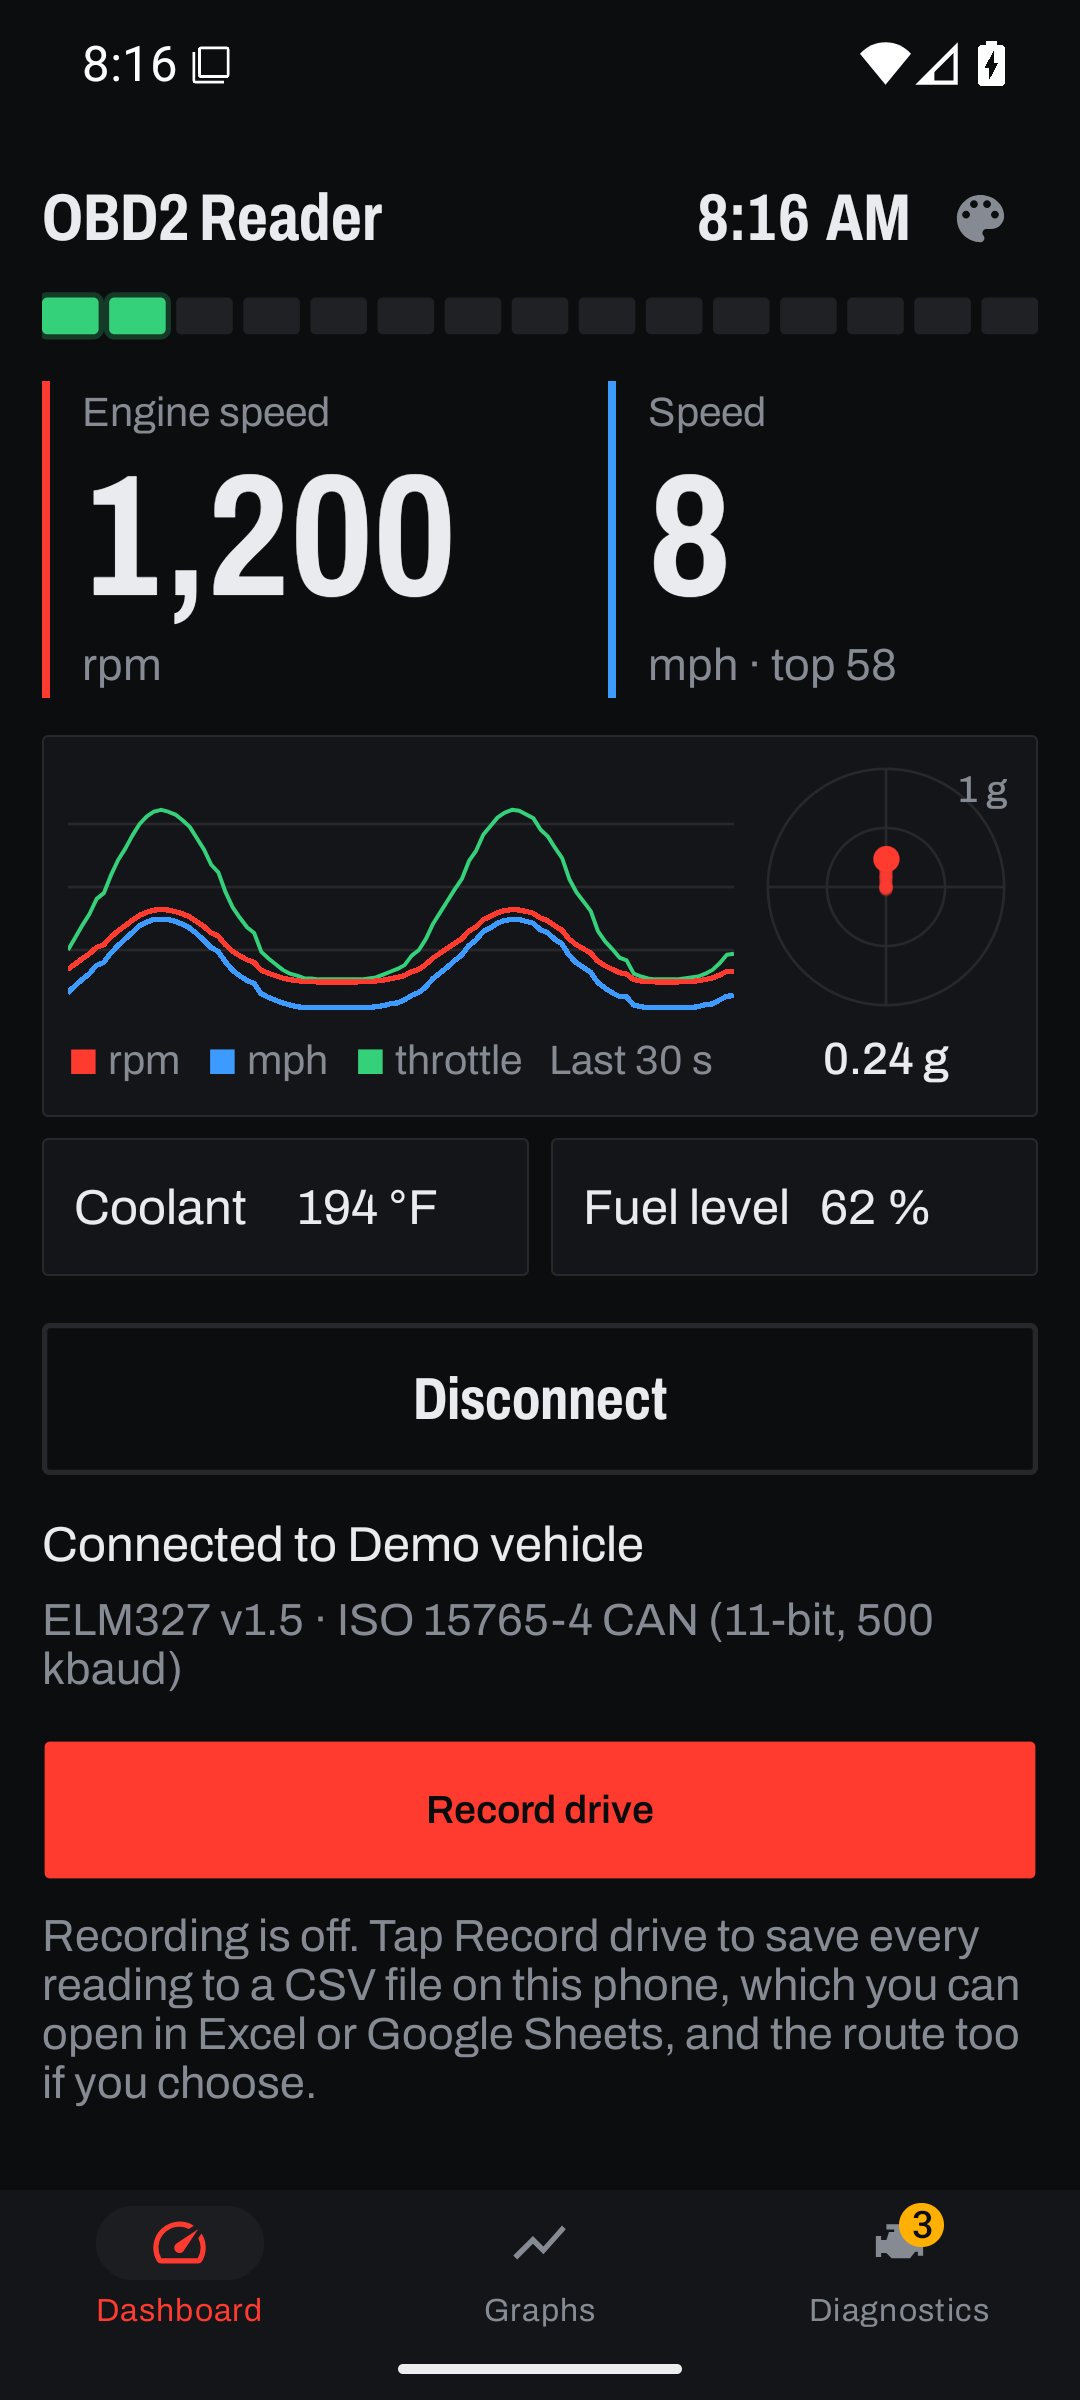 8:16
OBD2 Reader
8:16 AM
Engine speed
1,200
rpm
Speed
8
mph · top 58
1 g
rpm mph throttle Last 30 s
0.24 g
Coolant 194 °F
Fuel level 62 %
Disconnect
Connected to Demo vehicle
ELM327 v1.5 · ISO 15765-4 CAN (11-bit, 500
kbaud)
Record drive
Recording is off. Tap Record drive to save every
reading to a CSV file on this phone, which you can
open in Excel or Google Sheets, and the route too
if you choose.
3
Dashboard
Graphs
Diagnostics